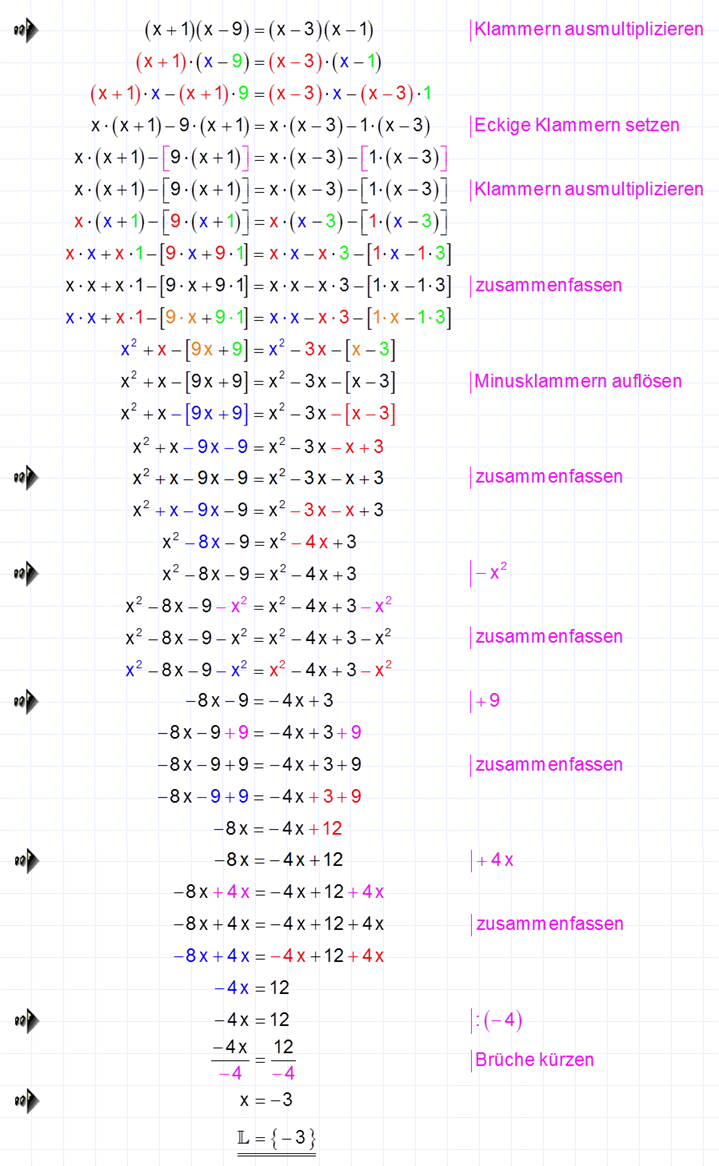 (x+1)(x−9)=(x−3)(x−1) |Klammern ausmultiplizieren
(x+1)·(x−9)=(x−3)·(x−1)
(x+1)·x−(x+1)·9=(x−3)·x−(x−3)·1
x·(x+1)−9·(x+1)=x·(x−3)−1·(x−3) |Eckige Klammern setzen
x·(x+1)−[9·(x+1)]=x·(x−3)−[1·(x−3)]
x·(x+1)−[9·(x+1)]=x·(x−3)−[1·(x−3)] |Klammern ausmultiplizieren
x·(x+1)−[9·(x+1)]=x·(x−3)−[1·(x−3)]
x·x+x·1−[9·x+9·1]=x·x−x·3−[1·x−1·3]
x·x+x·1−[9·x+9·1]=x·x−x·3−[1·x−1·3] |zusammenfassen
x·x+x·1−[9·x+9·1]=x·x−x·3−[1·x−1·3]
x²+x−[9x+9]=x²−3x−[x−3]
x²+x−[9x+9]=x²−3x−[x−3] |Minusklammern auflösen
x²+x−[9x+9]=x²−3x−[x−3]
x²+x−9x−9=x²−3x−x+3
x²+x−9x−9=x²−3x−x+3 |zusammenfassen
x²+x−9x−9=x²−3x−x+3
x²−8x−9=x²−4x+3
x²−8x−9=x²−4x+3 |−x²
x²−8x−9−x²=x²−4x+3−x²
x²−8x−9−x²=x²−4x+3−x² |zusammenfassen
x²−8x−9−x²=x²−4x+3−x²
−8x−9=−4x+3 |+9
−8x−9+9=−4x+3+9
−8x−9+9=−4x+3+9 |zusammenfassen
−8x−9+9=−4x+3+9
−8x=−4x+12
−8x=−4x+12 |+4x
−8x+4x=−4x+12+4x
−8x+4x=−4x+12+4x |zusammenfassen
−8x+4x=−4x+12+4x
−4x=12
−4x=12 |:(−4)
−4x/−4=12/−4 |Brüche kürzen
x=−3
𝕃={−3}